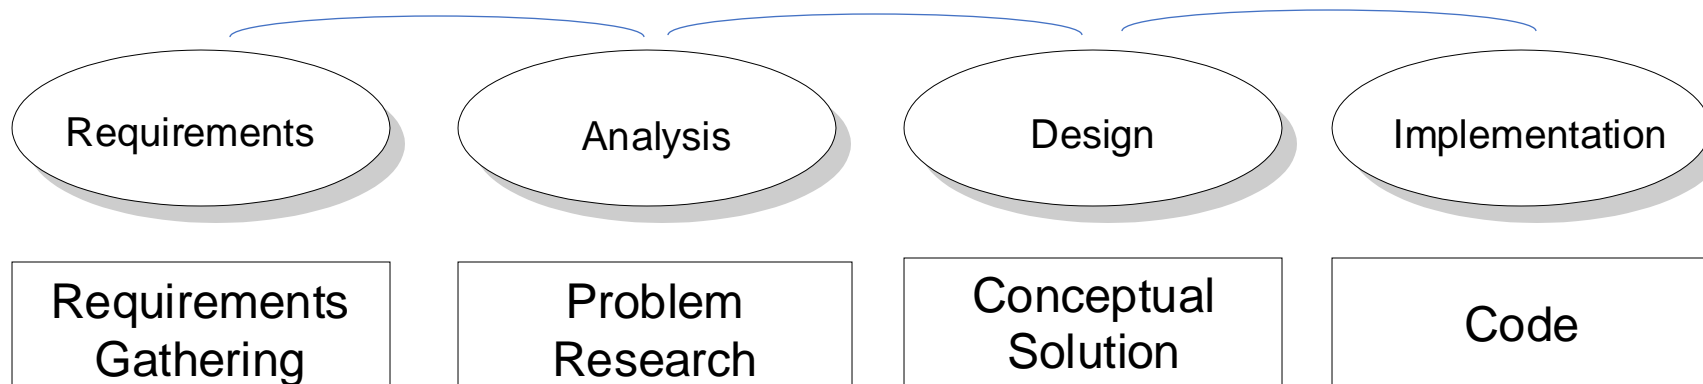 Requirements
Analysis
Design
Implementation
Requirements
Gathering
Problem
Research
Conceptual
Solution
Code